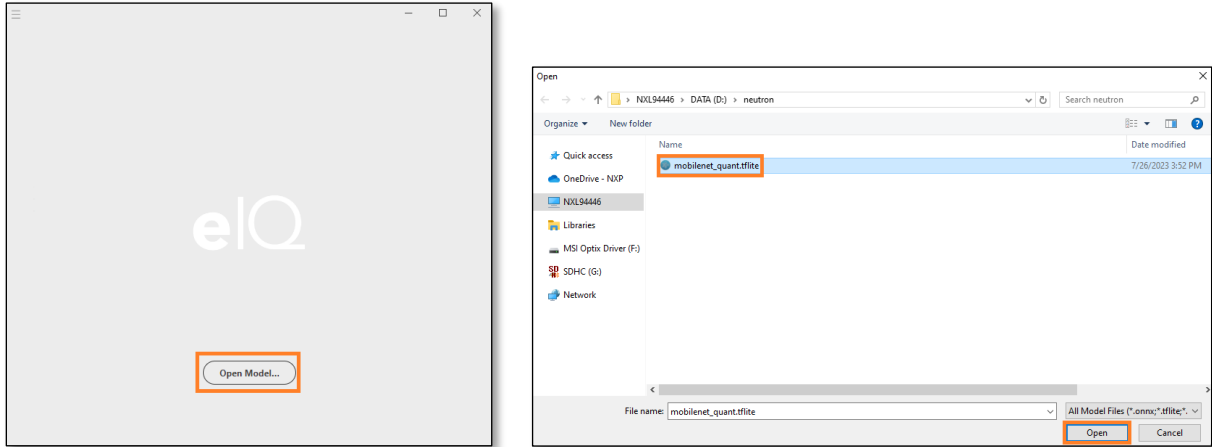 eIQ
Open Model...
Open
NXL94446 > DATA (D:) > neutron
Search neutron
Organize
New folder
Name
Date modified
Quick access
mobilenet_quant.tflite
7/26/2023 3:52 PM
OneDrive - NXP
NXL94446
Libraries
MSI Optix Driver (F:)
SDHC (G:)
Network
File name:
mobilenet_quant.tflite
All Model Files (*.onnx;*.tflite;*.
Open
Cancel